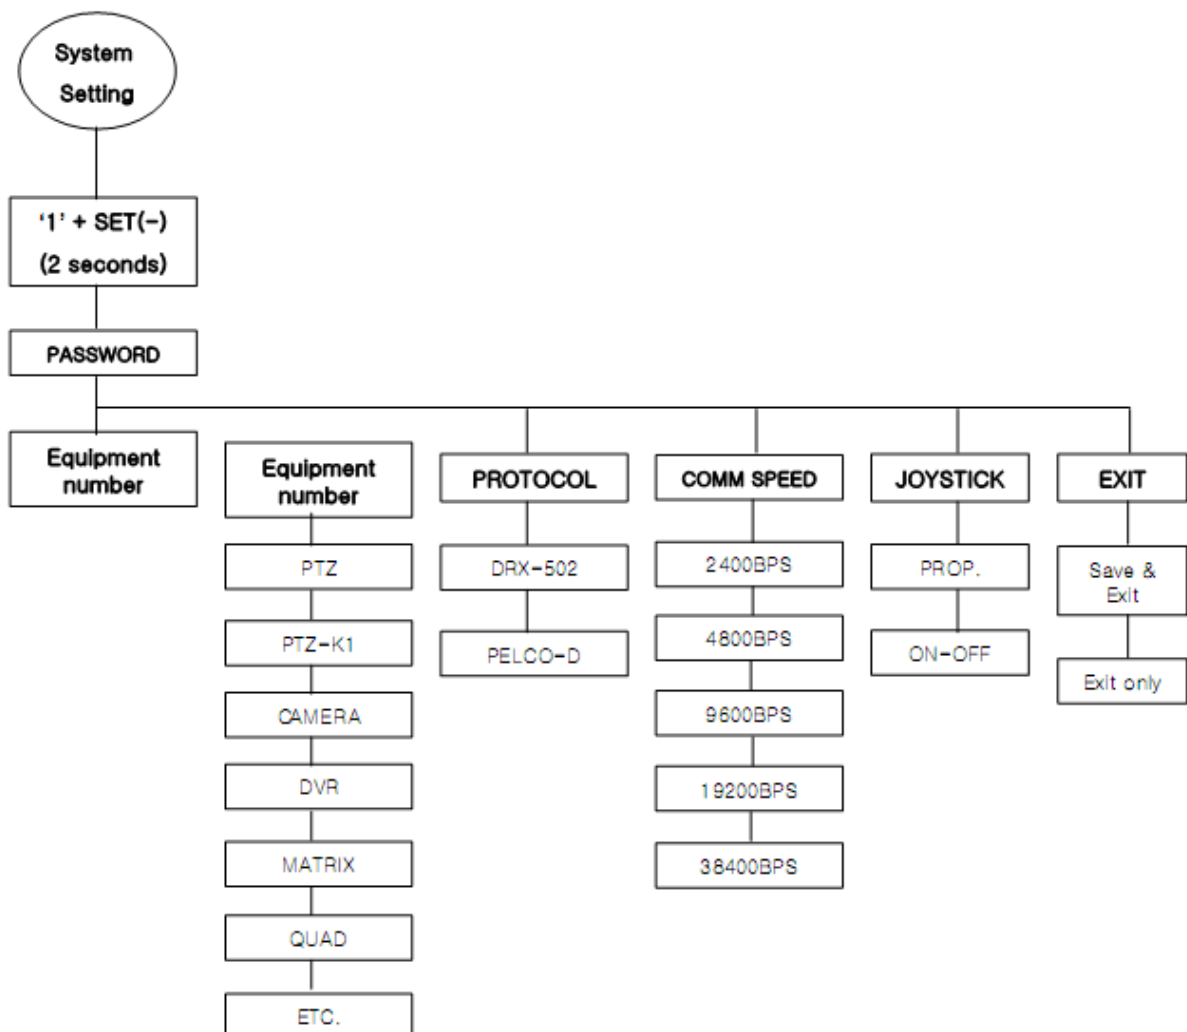 System
Setting
‘1’ + SET(-)
(2 seconds)
PASSWORD
Equipment
number
Equipment
number
PTZ
PTZ-K1
CAMERA
DVR
MATRIX
QUAD
ETC.
PROTOCOL
DRX-502
PELCO-D
COMM SPEED
2400BPS
4800BPS
9600BPS
19200BPS
38400BPS
JOYSTICK
PROP.
ON-OFF
EXIT
Save &
Exit
Exit only